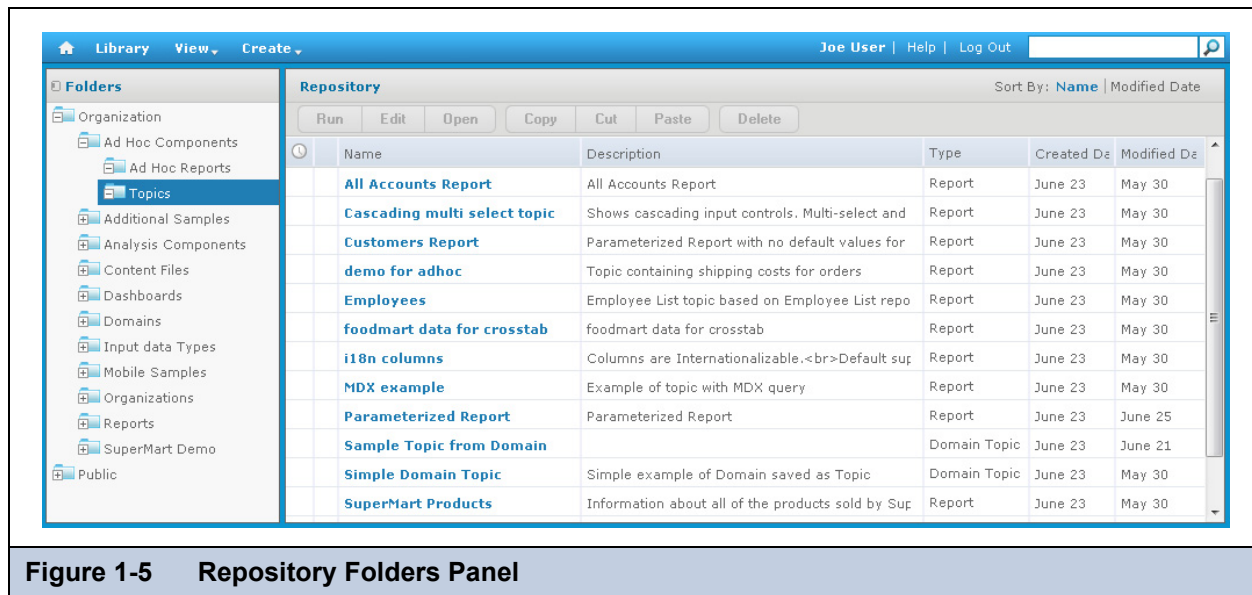 Library View Create Joe User | Help | Log Out
Folders
Organization
Ad Hoc Components
Ad Hoc Reports
Topics
Additional Samples
Analysis Components
Content Files
Dashboards
Domains
Input data Types
Mobile Samples
Organizations
Reports
SuperMart Demo
Public
Repository Sort By: Name | Modified Date
Run Edit Open Copy Cut Paste Delete
Name Description Type Created Da Modified Da
All Accounts Report All Accounts Report Report June 23 May 30
Cascading multi select topic Shows cascading input controls. Multi-select and Report June 23 May 30
Customers Report Parameterized Report with no default values for Report June 23 May 30
demo for adhoc Topic containing shipping costs for orders Report June 23 May 30
Employees Employee List topic based on Employee List repo Report June 23 May 30
foodmart data for crosstab foodmart data for crosstab Report June 23 May 30
i18n columns Columns are Internationalizable.<br>Default sup Report June 23 May 30
MDX example Example of topic with MDX query Report June 23 May 30
Parameterized Report Parameterized Report Report June 23 June 25
Sample Topic from Domain Domain Topic June 23 June 21
Simple Domain Topic Simple example of Domain saved as Topic Domain Topic June 23 May 30
SuperMart Products Information about all of the products sold by Sup Report June 23 May 30
Figure 1-5 Repository Folders Panel